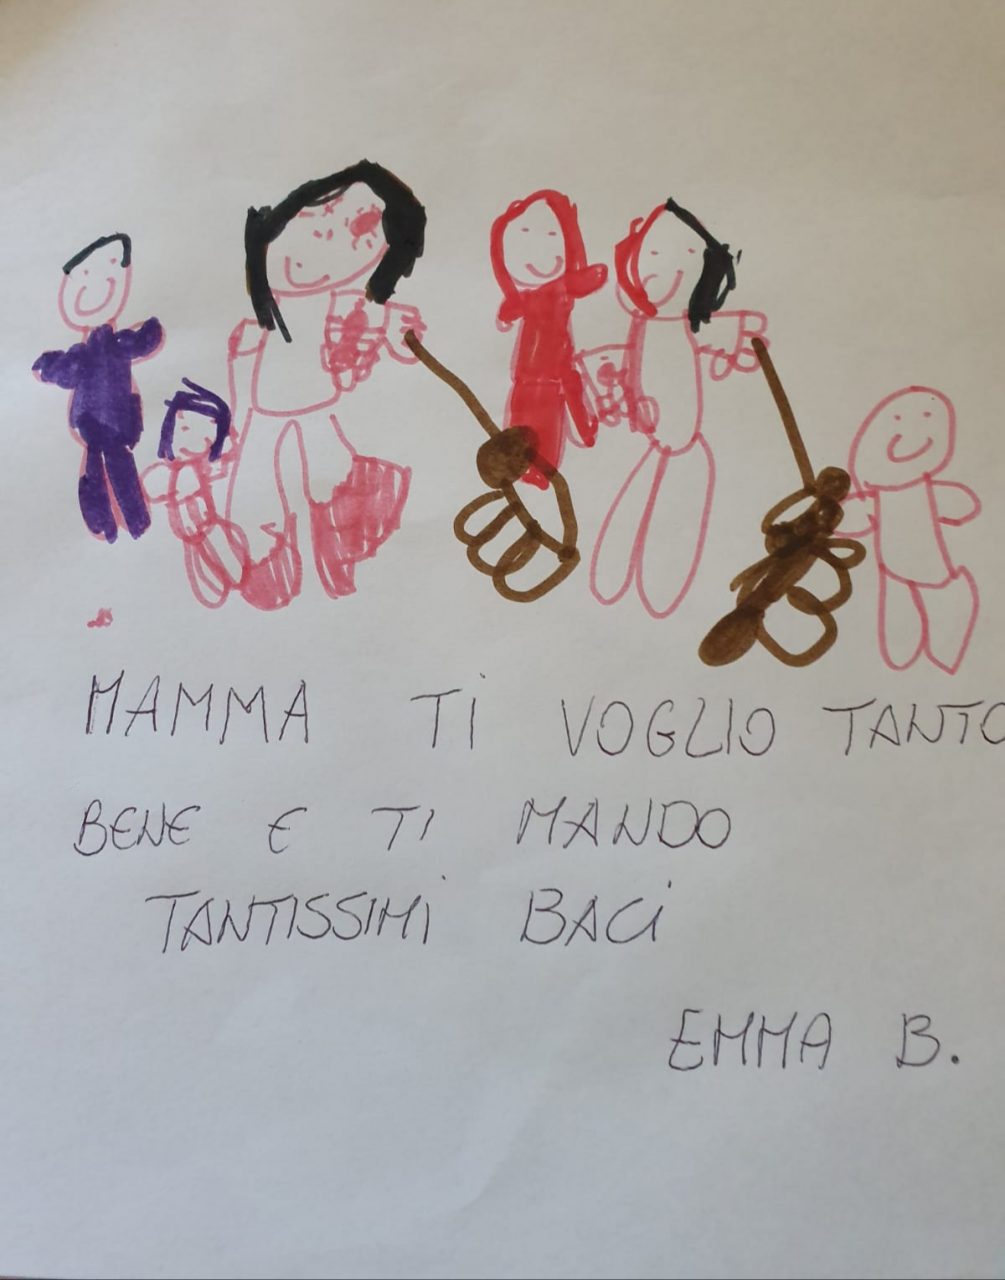 MAMMA TI VOGLIO TANTO
BENE E TI MANDO
TANTISSIMI BACI
EMMA B.